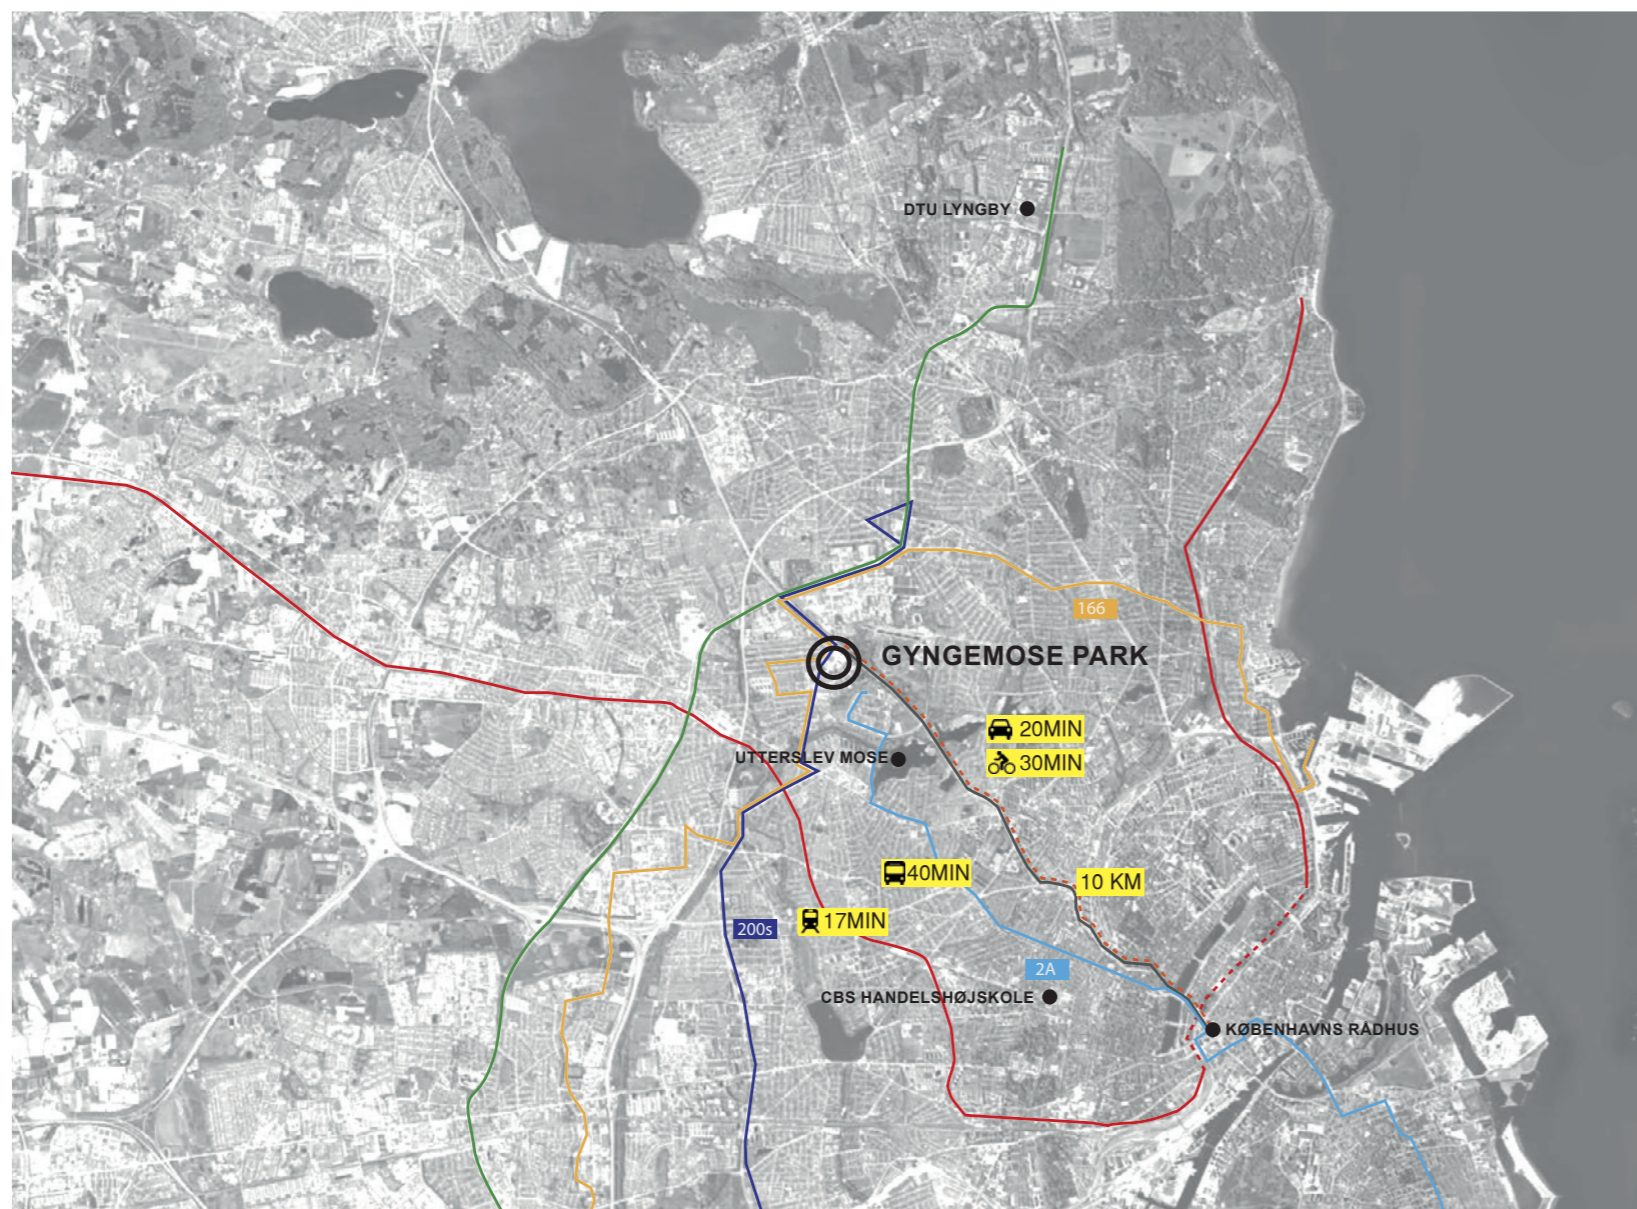 DTU LYNGBY
166
GYNGEMOSE PARK
20MIN
UTTERSLEV MOSE
30MIN
40MIN
10 KM
17MIN
200s
2A
CBS HANDELSHØJSKOLE
KØBENHAVNS RÅDHUS